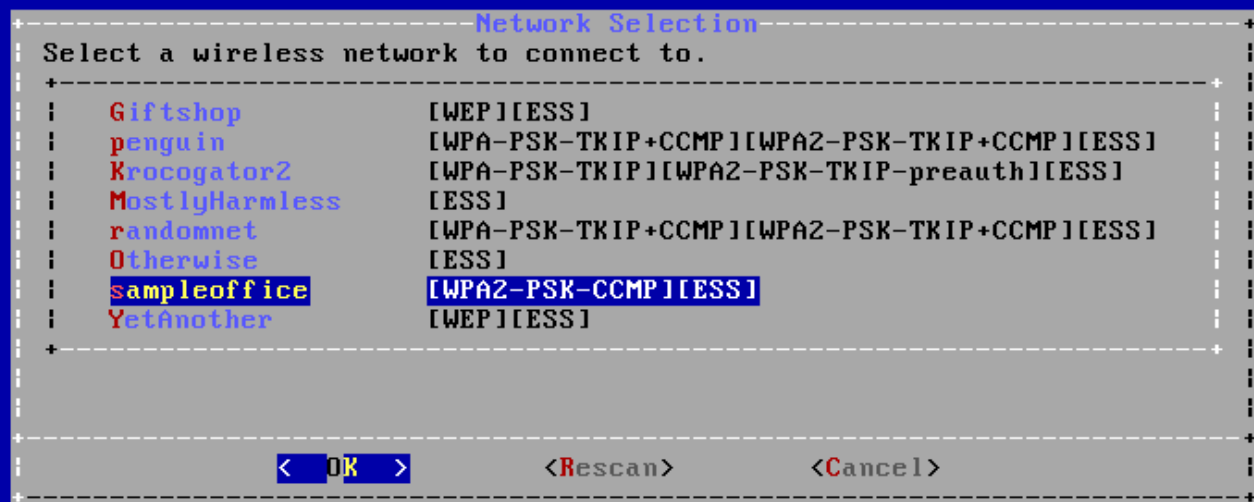 Network Selection
Select a wireless network to connect to.
Giftshop [WEP][ESS]
penguin [WPA-PSK-TKIP+CCMP][WPA2-PSK-TKIP+CCMP][ESS]
Krocogator2 [WPA-PSK-TKIP][WPA2-PSK-TKIP-preauth][ESS]
MostlyHarmless [ESS]
randomnet [WPA-PSK-TKIP+CCMP][WPA2-PSK-TKIP+CCMP][ESS]
Otherwise [ESS]
sampleoffice [WPA2-PSK-CCMP][ESS]
YetAnother [WEP][ESS]
< OK > <Rescan> <Cancel>